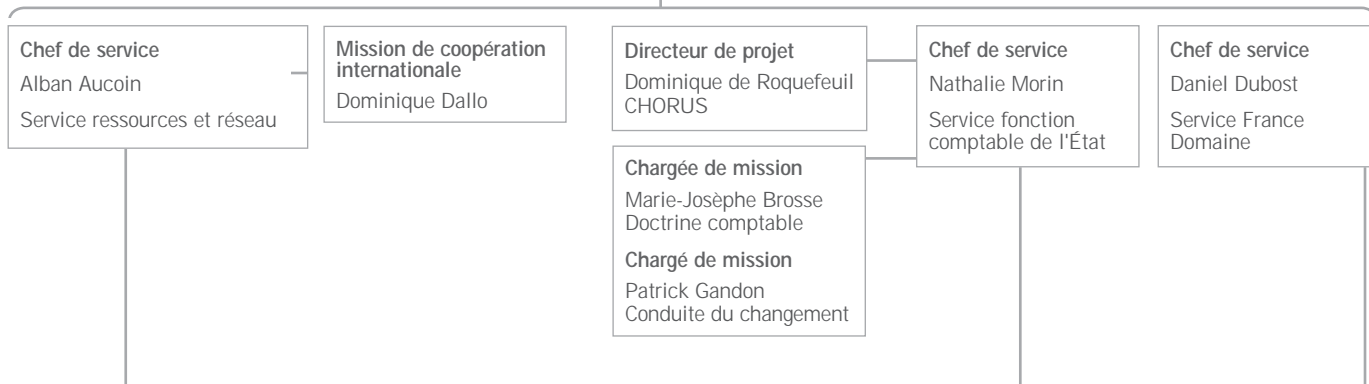 Chef de service
Alban Aucoin
Service ressources et réseau
Mission de coopération
internationale
Dominique Dallo
Directeur de projet
Dominique de Roquefeuil
CHORUS
Chargée de mission
Marie-Josèphe Brosse
Doctrine comptable
Chargé de mission
Patrick Gandon
Conduite du changement
Chef de service
Nathalie Morin
Service fonction
comptable de l'État
Chef de service
Daniel Dubost
Service France
Domaine